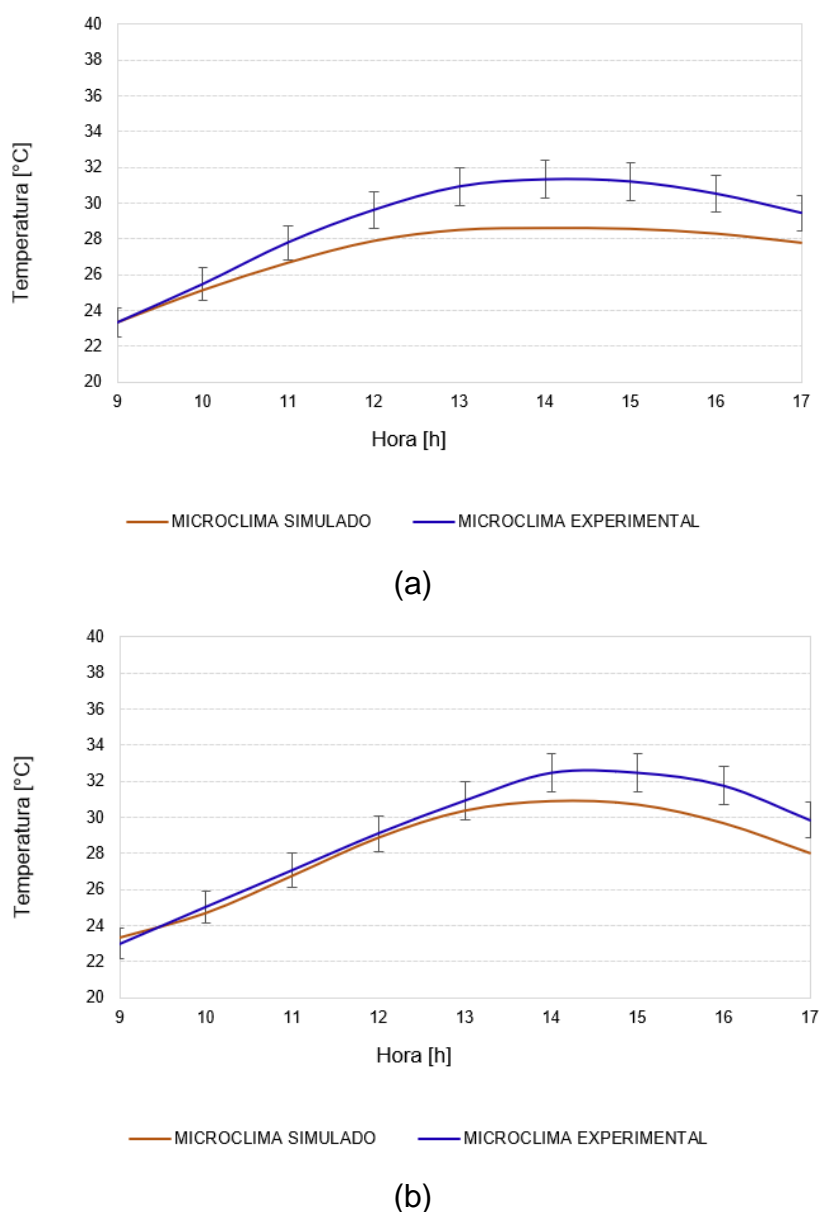 40
38
36
34
32
30
28
26
24
22
20
Temperatura [°C]
9 10 11 12 13 14 15 16 17
Hora [h]
MICROCLIMA SIMULADO MICROCLIMA EXPERIMENTAL
(a)
40
38
36
34
32
30
28
26
24
22
20
Temperatura [°C]
9 10 11 12 13 14 15 16 17
Hora [h]
MICROCLIMA SIMULADO MICROCLIMA EXPERIMENTAL
(b)